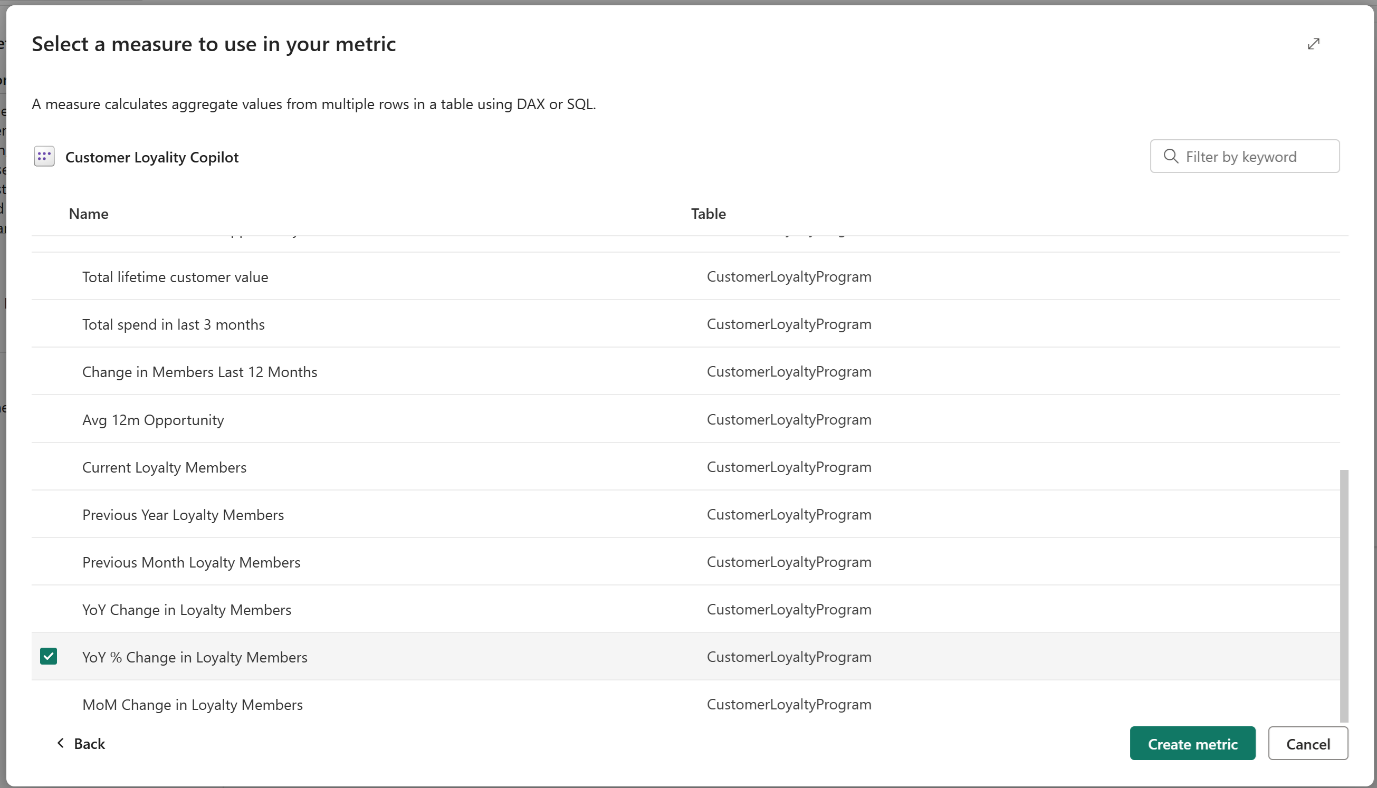 Select a measure to use in your metric
A measure calculates aggregate values from multiple rows in a table using DAX or SQL.
Customer Loyality Copilot
Filter by keyword
Name Table
Total lifetime customer value CustomerLoyaltyProgram
Total spend in last 3 months CustomerLoyaltyProgram
Change in Members Last 12 Months CustomerLoyaltyProgram
Avg 12m Opportunity CustomerLoyaltyProgram
Current Loyalty Members CustomerLoyaltyProgram
Previous Year Loyalty Members CustomerLoyaltyProgram
Previous Month Loyalty Members CustomerLoyaltyProgram
YoY Change in Loyalty Members CustomerLoyaltyProgram
YoY % Change in Loyalty Members CustomerLoyaltyProgram
MoM Change in Loyalty Members CustomerLoyaltyProgram
Back
Create metric
Cancel